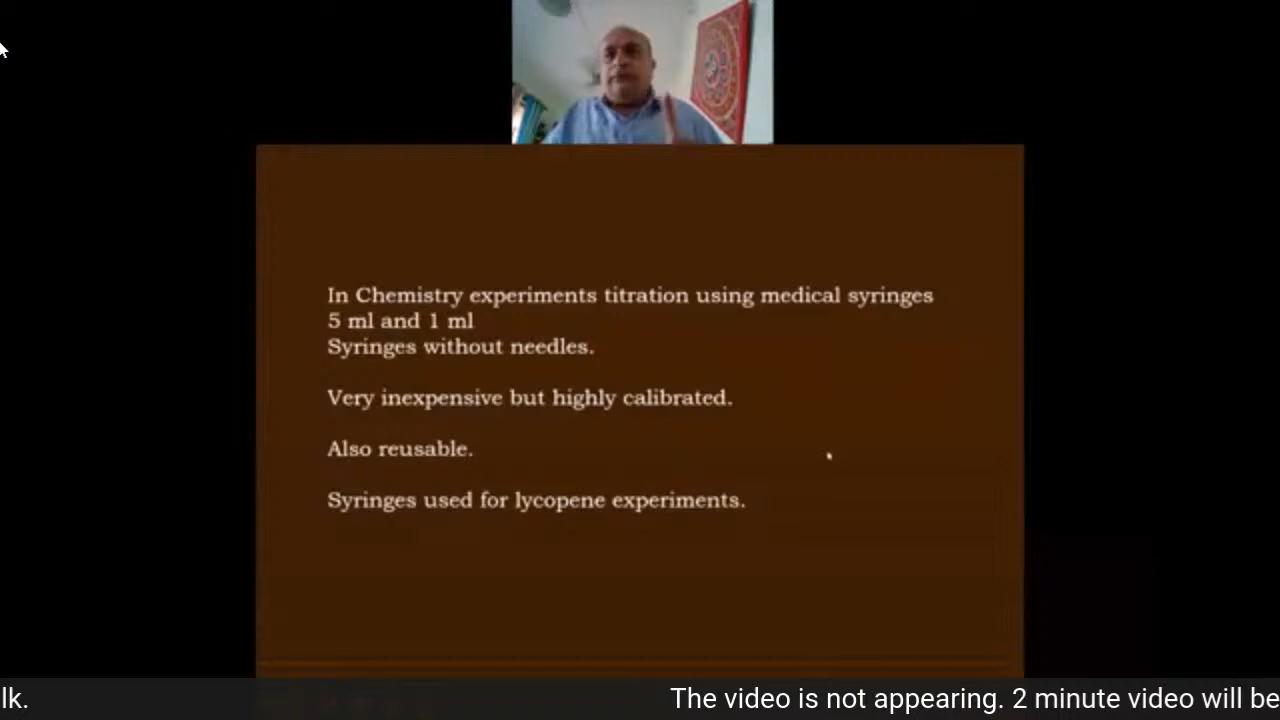 In Chemistry experiments titration using medical syringes
5 ml and 1 ml
Syringes without needles.
Very inexpensive but highly calibrated.
Also reusable.
Syringes used for lycopene experiments.
lk. The video is not appearing. 2 minute video will be